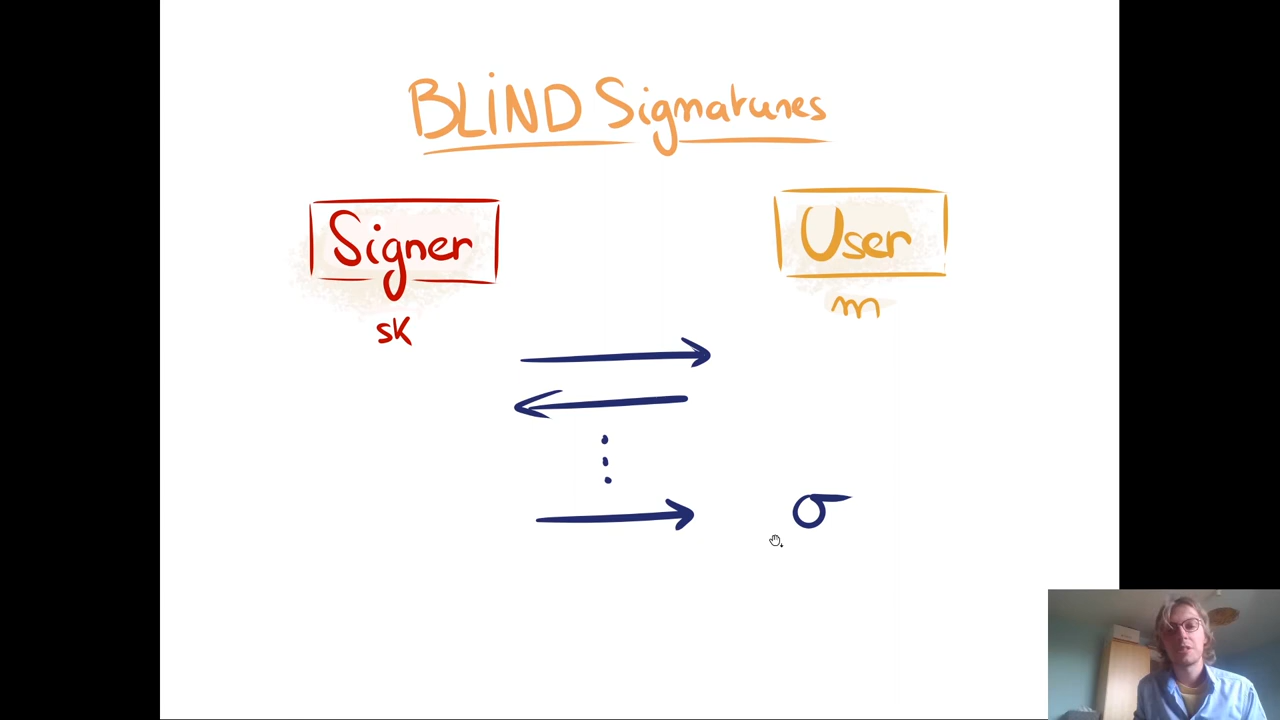 BLIND Signatures
Signer
User
m
sk
σ